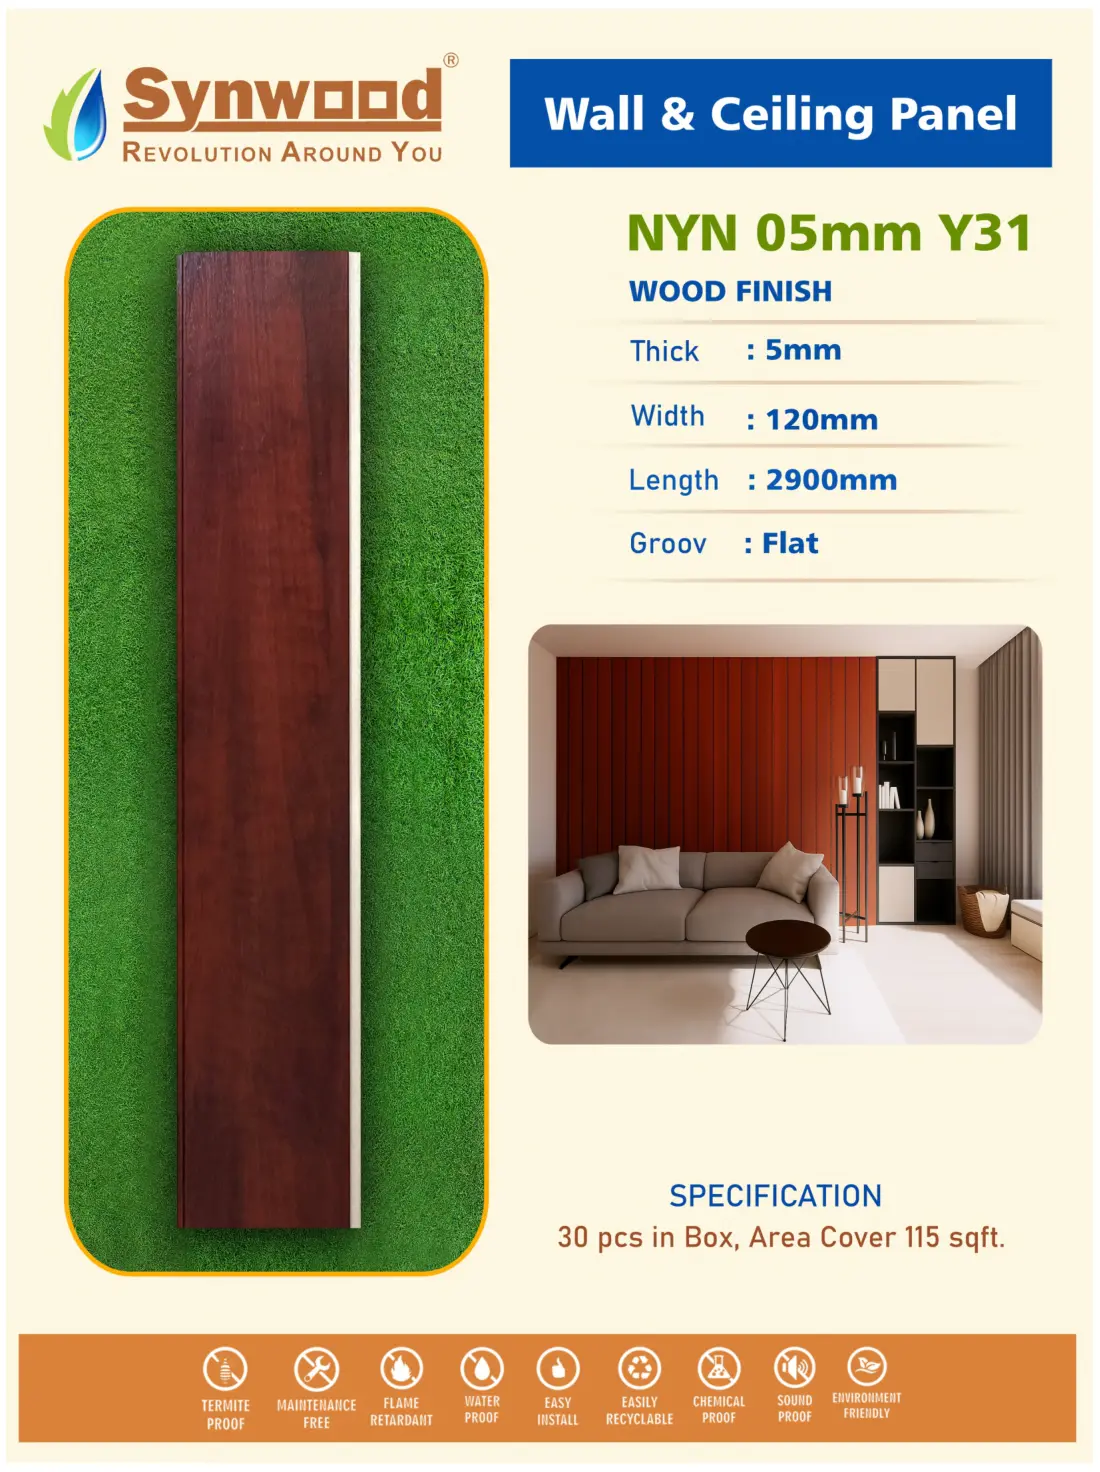 Synwood®
REVOLUTION AROUND YOU
Wall & Ceiling Panel
NYN 05mm Y31
WOOD FINISH
Thick : 5mm
Width : 120mm
Length : 2900mm
Groov : Flat
SPECIFICATION
30 pcs in Box, Area Cover 115 sqft.
TERMITE
PROOF
MAINTENANCE
FREE
FLAME
RETARDANT
WATER
PROOF
EASY
INSTALL
EASILY
RECYCLABLE
CHEMICAL
PROOF
SOUND
PROOF
ENVIRONMENT
FRIENDLY